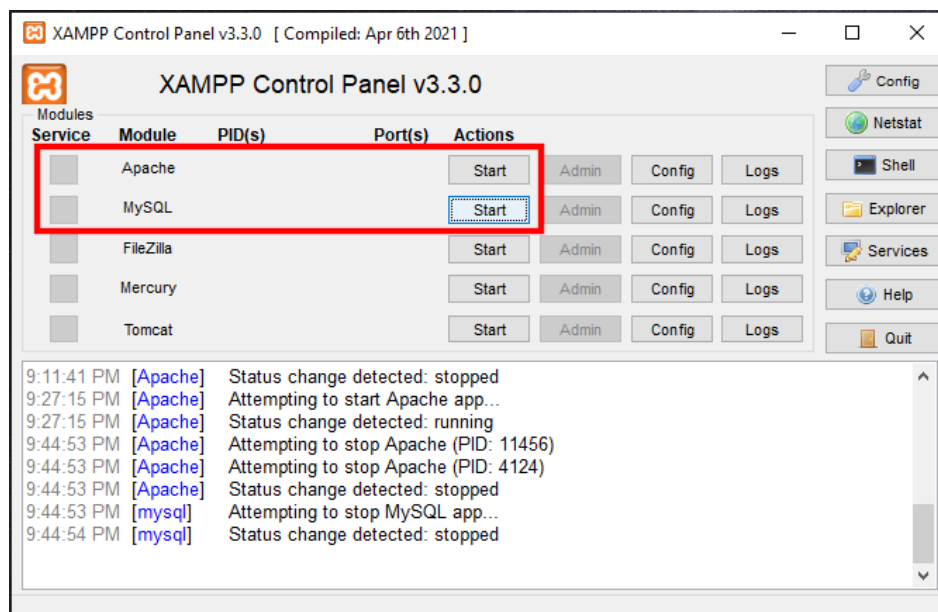 XAMPP Control Panel v3.3.0 [ Compiled: Apr 6th 2021 ]
XAMPP Control Panel v3.3.0
Config
Modules
Netstat
Service Module PID(s) Port(s) Actions
Apache Start Admin Config Logs
Shell
MySQL Start Admin Config Logs
Explorer
FileZilla Start Admin Config Logs
Services
Mercury Start Admin Config Logs
Help
Tomcat Start Admin Config Logs
Quit
9:11:41 PM [Apache] Status change detected: stopped
9:27:15 PM [Apache] Attempting to start Apache app...
9:27:15 PM [Apache] Status change detected: running
9:44:53 PM [Apache] Attempting to stop Apache (PID: 11456)
9:44:53 PM [Apache] Attempting to stop Apache (PID: 4124)
9:44:53 PM [Apache] Status change detected: stopped
9:44:53 PM [mysql] Attempting to stop MySQL app...
9:44:54 PM [mysql] Status change detected: stopped